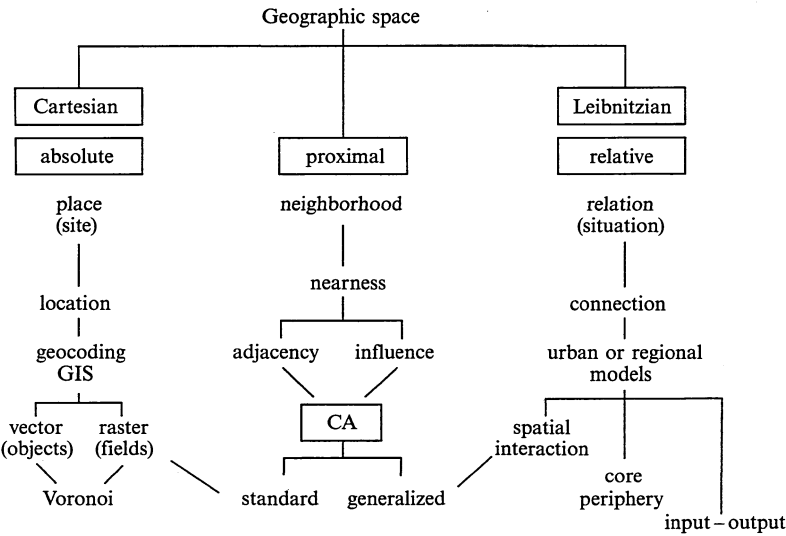 Geographic space
Cartesian
Leibnitzian
absolute
proximal
relative
place
(site)
neighborhood
relation
(situation)
nearness
location
connection
geocoding
GIS
adjacency
influence
urban or regional
models
vector
(objects)
raster
(fields)
CA
spatial
interaction
core
periphery
Voronoi
standard
generalized
input – output